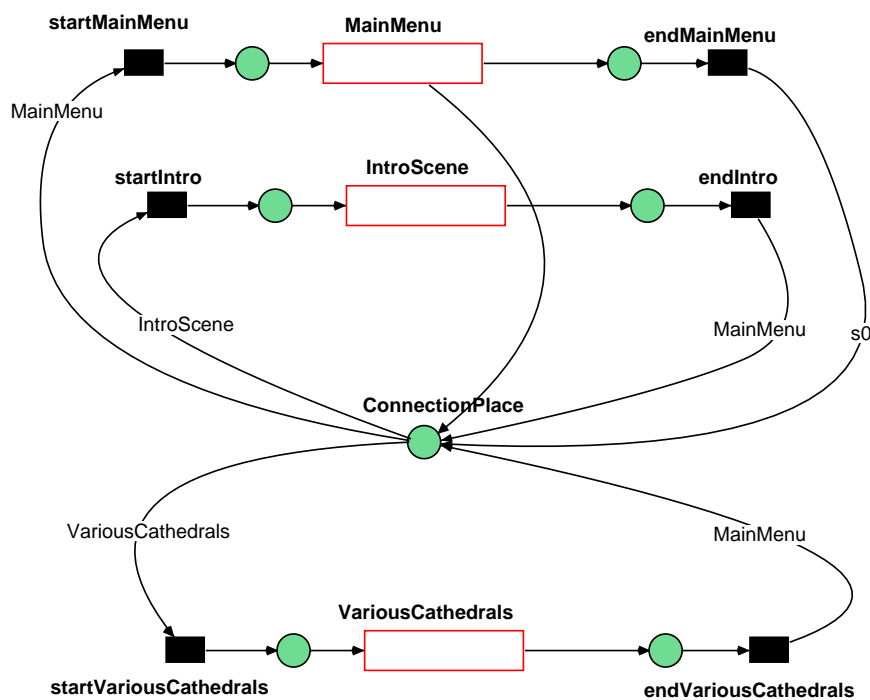 startMainMenu
MainMenu
endMainMenu
MainMenu
startIntro
IntroScene
endIntro
IntroScene
MainMenu
s0
ConnectionPlace
VariousCathedrals
MainMenu
VariousCathedrals
startVariousCathedrals
endVariousCathedrals